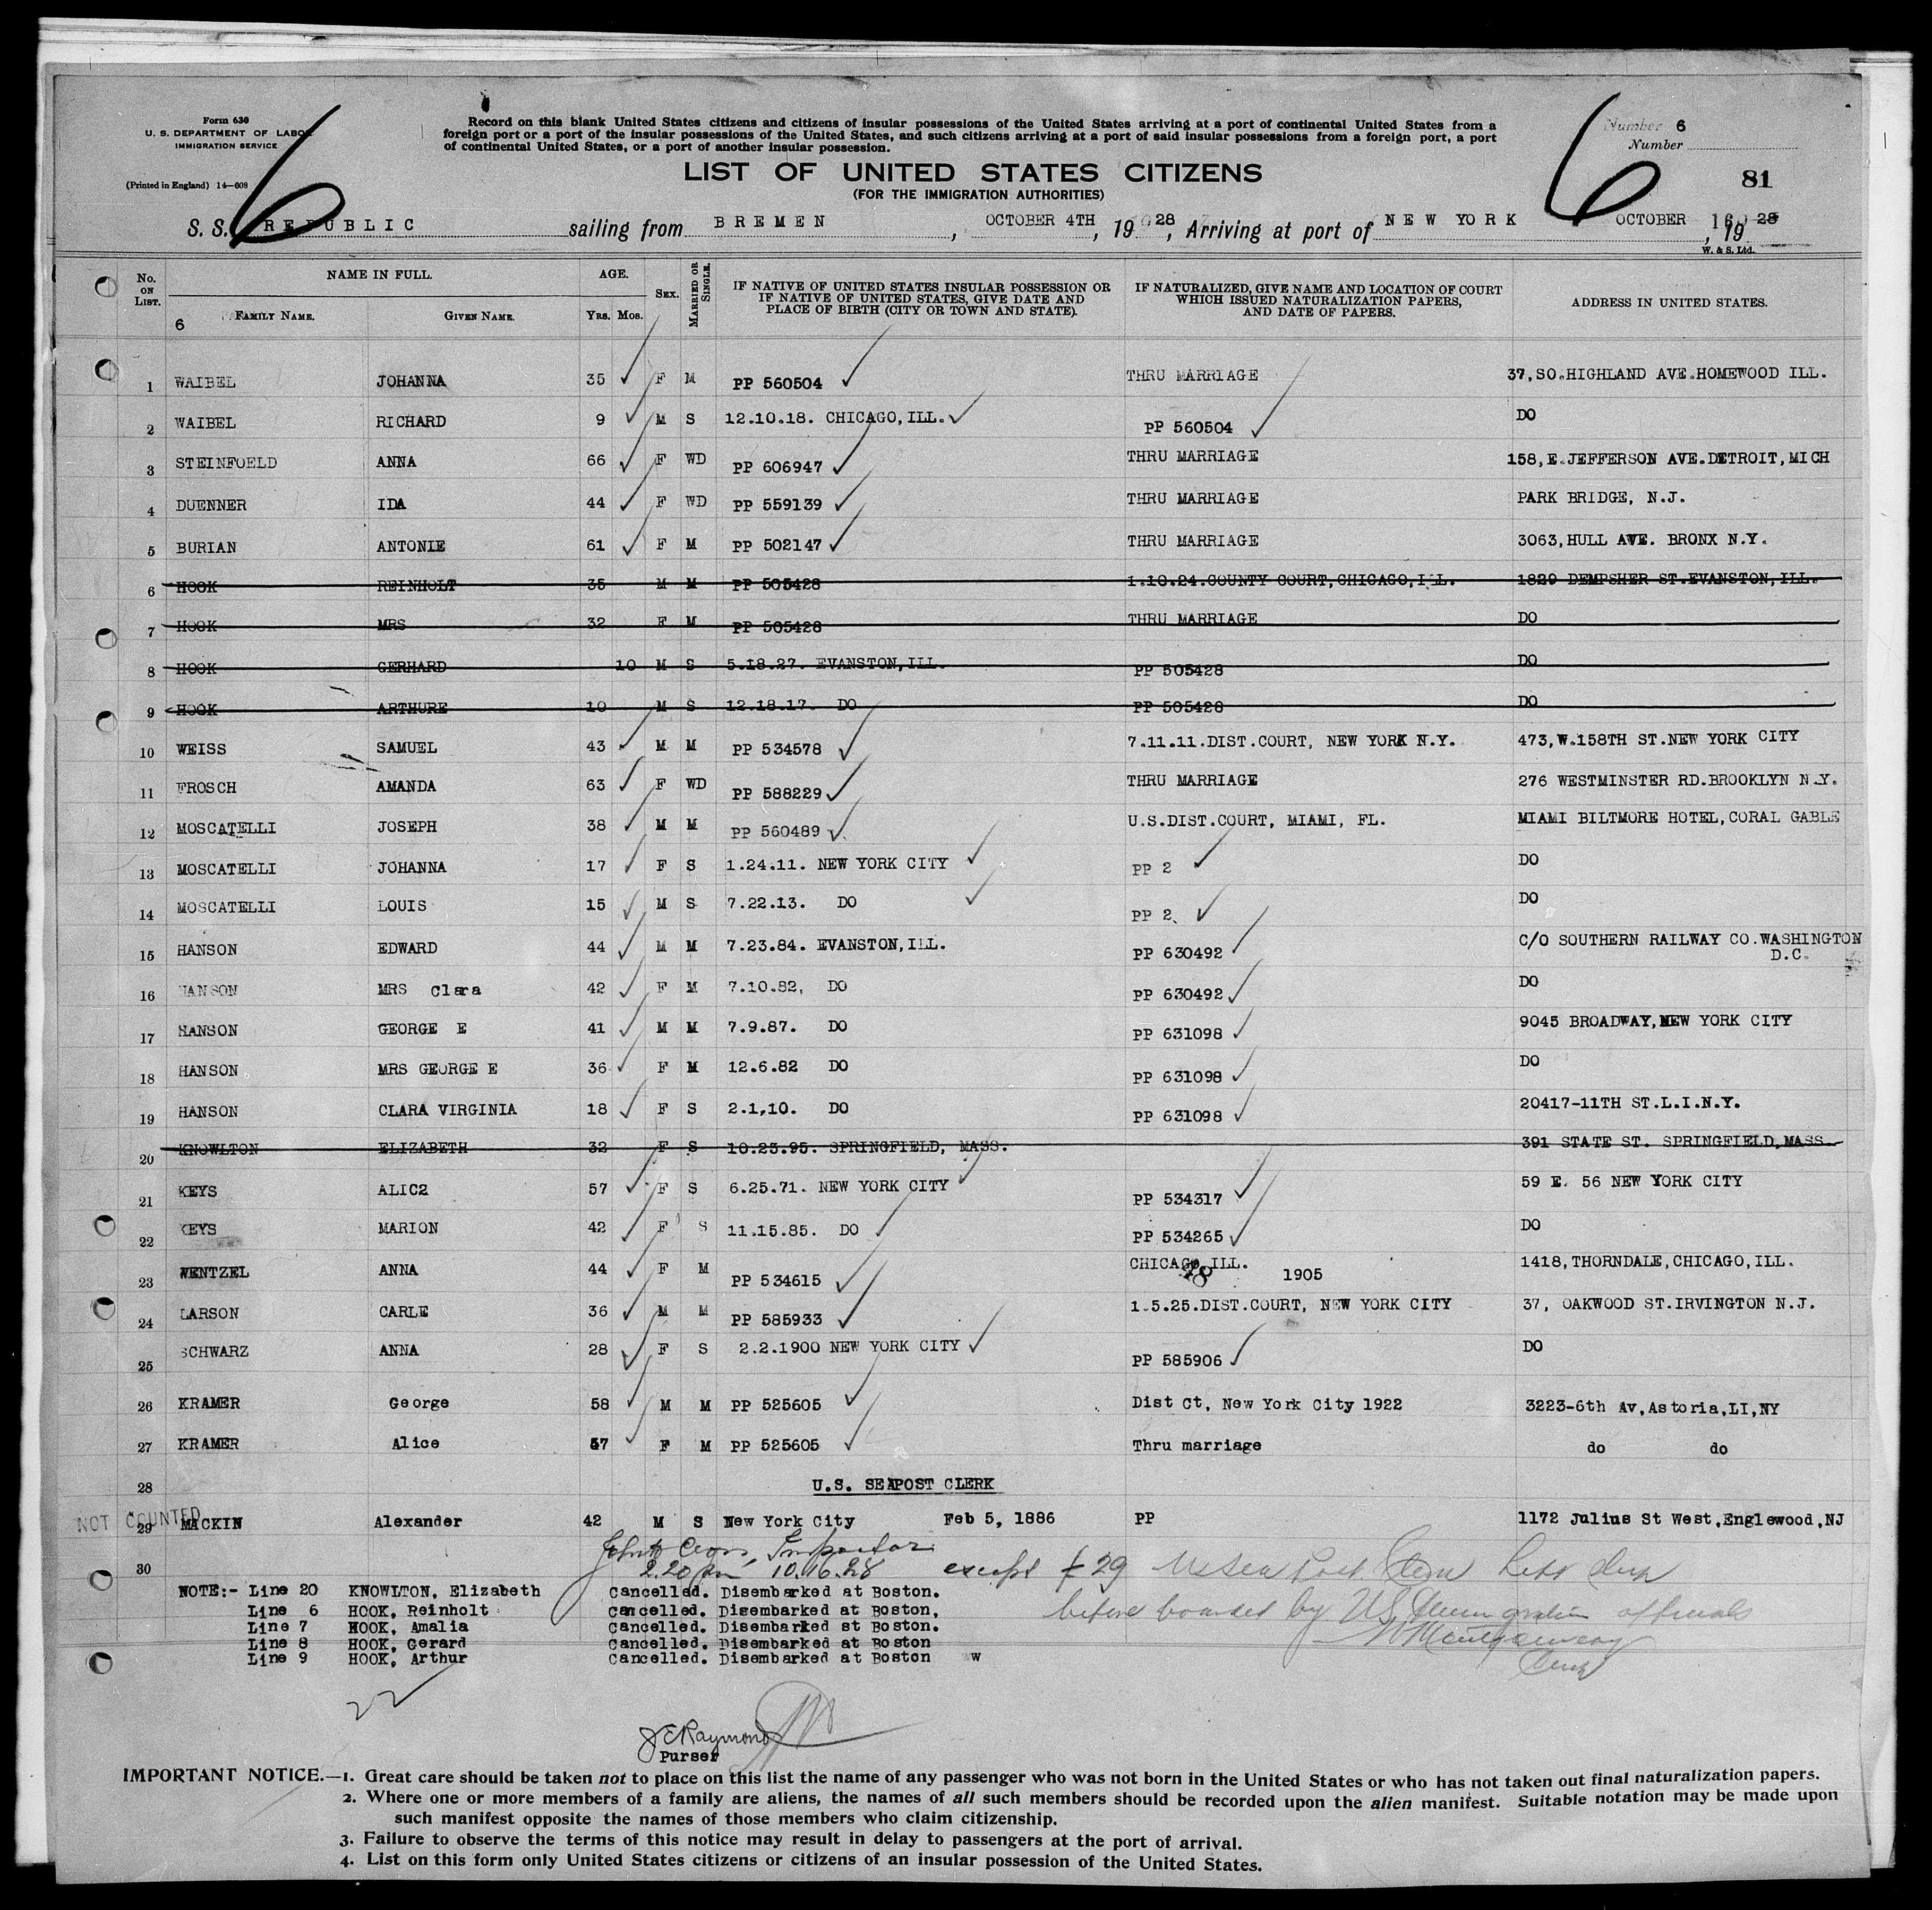 Form 630
U. S. DEPARTMENT OF LABOR
IMMIGRATION SERVICE
(Printed in England) 14—608
6
Record on this blank United States citizens and citizens of insular possessions of the United States arriving at a port of continental United States from a
foreign port or a port of the insular possessions of the United States, and such citizens arriving at a port of said insular possessions from a foreign port, a port
of continental United States, or a port of another insular possession.
6
Number 6
Number
81
LIST OF UNITED STATES CITIZENS
(FOR THE IMMIGRATION AUTHORITIES)
S. S. REPUBLIC sailing from BREMEN, OCTOBER 4TH, 1928, Arriving at port of NEW YORK OCTOBER 16, 19 28
W. & S. Ltd.
No. ON LIST. NAME IN FULL. AGE. SEX. MARRIED OR SINGLE. IF NATIVE OF UNITED STATES INSULAR POSSESSION OR IF NATIVE OF UNITED STATES, GIVE DATE AND PLACE OF BIRTH (CITY OR TOWN AND STATE). IF NATURALIZED, GIVE NAME AND LOCATION OF COURT WHICH ISSUED NATURALIZATION PAPERS, AND DATE OF PAPERS. ADDRESS IN UNITED STATES.
6 FAMILY NAME. GIVEN NAME. Yrs. Mos.
1 WAIBEL JOHANNA 35 F M PP 560504 THRU MARRIAGE 37,SO.HIGHLAND AVE.HOMEWOOD ILL.
2 WAIBEL RICHARD 9 M S 12.10.18. CHICAGO,ILL. PP 560504 DO
3 STEINFOELD ANNA 66 F WD PP 606947 THRU MARRIAGE 158,E.JEFFERSON AVE.DETROIT,MICH
4 DUENNER IDA 44 F WD PP 559139 THRU MARRIAGE PARK BRIDGE, N.J.
5 BURIAN ANTONIE 61 F M PP 502147 THRU MARRIAGE 3063,HULL AVE. BRONX N.Y.
6 HOOK REINHOLT 35 M M PP 505428 1.10.24.COUNTY COURT,CHICAGO,ILL. 1829 DEMPSHER ST.EVANSTON,ILL.
7 HOOK MRS 32 F M PP 505428 THRU MARRIAGE DO
8 HOOK GERHARD 10 M S 5.18.27. EVANSTON,ILL. PP 505428 DO
9 HOOK ARTHURE 10 M S 12.18.17. DO PP 505428 DO
10 WEISS SAMUEL 43 M M PP 534578 7.11.11.DIST.COURT, NEW YORK N.Y. 473,W.158TH ST.NEW YORK CITY
11 FROSCH AMANDA 63 F WD PP 588229 THRU MARRIAGE 276 WESTMINSTER RD.BROOKLYN N.Y.
12 MOSCATELLI JOSEPH 38 M M PP 560489 U.S.DIST.COURT, MIAMI, FL. MIAMI BILTMORE HOTEL,CORAL GABLE
13 MOSCATELLI JOHANNA 17 F S 1.24.11. NEW YORK CITY PP 2 DO
14 MOSCATELLI LOUIS 15 M S 7.22.13. DO PP 2 DO
15 HANSON EDWARD 44 M M 7.23.84. EVANSTON,ILL. PP 630492 C/O SOUTHERN RAILWAY CO.WASHINGTON
D.C.
16 HANSON MRS Clara 42 F M 7.10.82, DO PP 630492 DO
17 HANSON GEORGE E 41 M M 7.9.87. DO PP 631098 9045 BROADWAY,NEW YORK CITY
18 HANSON MRS GEORGE E 36 F M 12.6.82 DO PP 631098 DO
19 HANSON CLARA VIRGINIA 18 F S 2.1,10. DO PP 631098 20417-11TH ST.L.I.N.Y.
20 KNOWLTON ELIZABETH 32 F S 10.23.95. SPRINGFIELD, MASS. 391 STATE ST. SPRINGFIELD,MASS.
21 KEYS ALIC2 57 F S 6.25.71. NEW YORK CITY PP 534317 59 E. 56 NEW YORK CITY
22 KEYS MARION 42 F S 11.15.85. DO PP 534265 DO
23 WENTZEL ANNA 44 F M PP 534615 CHICAGO ILL. 1905 1418,THORNDALE,CHICAGO,ILL.
24 LARSON CARLE 36 M M PP 585933 1.5.25.DIST.COURT, NEW YORK CITY 37, OAKWOOD ST.IRVINGTON N.J.
25 SCHWARZ ANNA 28 F S 2.2.1900 NEW YORK CITY PP 585906 DO
26 KRAMER George 58 M M PP 525605 Dist Ct, New York City 1922 3223-6th Av,Astoria,LI,NY
27 KRAMER Alice 57 F M PP 525605 Thru marriage do do
28 U.S. SEAPOST CLERK
NOT COUNTED
29 MACKIN Alexander 42 M S New York City Feb 5, 1886 PP 1172 Julius St West,Englewood,NJ
Inspector
30 2.20 pm 10.16.28 except # 29
before boarded by US Immigration officials
NOTE:- Line 20 KNOWLTON, Elizabeth Cancelled. Disembarked at Boston.
Line 6 HOOK, Reinholt Cancelled. Disembarked at Boston.
Line 7 HOOK, Amalia Cancelled. Disembarked st Boston.
Line 8 HOOK, Gerard Cancelled. Disembarked at Boston
Line 9 HOOK, Arthur Cancelled. Disembarked at Boston w
Montgomery
Clerk
22
J E Raymond
Purser
IMPORTANT NOTICE.—1. Great care should be taken not to place on this list the name of any passenger who was not born in the United States or who has not taken out final naturalization papers.
2. Where one or more members of a family are aliens, the names of all such members should be recorded upon the alien manifest. Suitable notation may be made upon
such manifest opposite the names of those members who claim citizenship.
3. Failure to observe the terms of this notice may result in delay to passengers at the port of arrival.
4. List on this form only United States citizens or citizens of an insular possession of the United States.